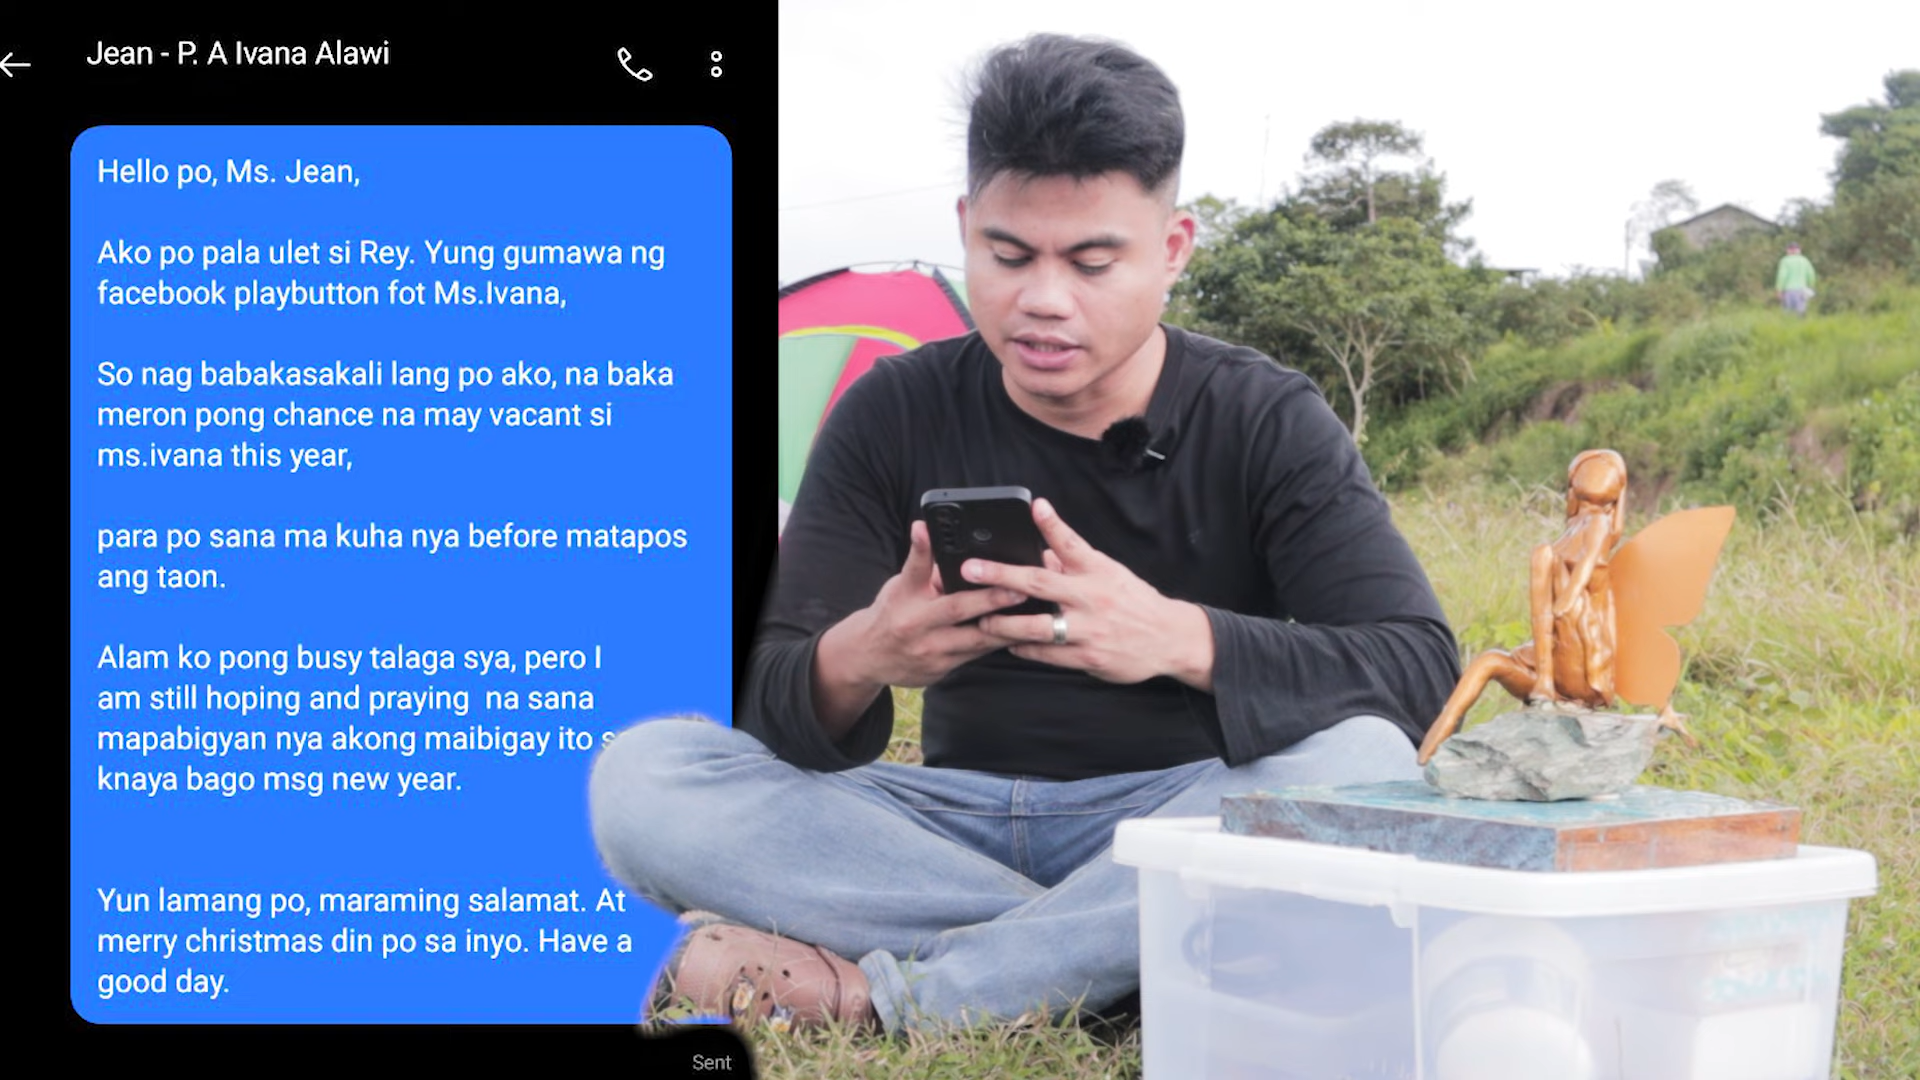 Jean - P. A Ivana Alawi
Hello po, Ms. Jean,
Ako po pala ulet si Rey. Yung gumawa ng
facebook playbutton fot Ms.Ivana,
So nag babakasakali lang po ako, na baka
meron pong chance na may vacant si
ms.ivana this year,
para po sana ma kuha nya before matapos
ang taon.
Alam ko pong busy talaga sya, pero I
am still hoping and praying  na sana
mapabigyan nya akong maibigay ito
knaya bago msg new year.
Yun lamang po, maraming salamat. At
merry christmas din po sa inyo. Have a
good day.
Sent